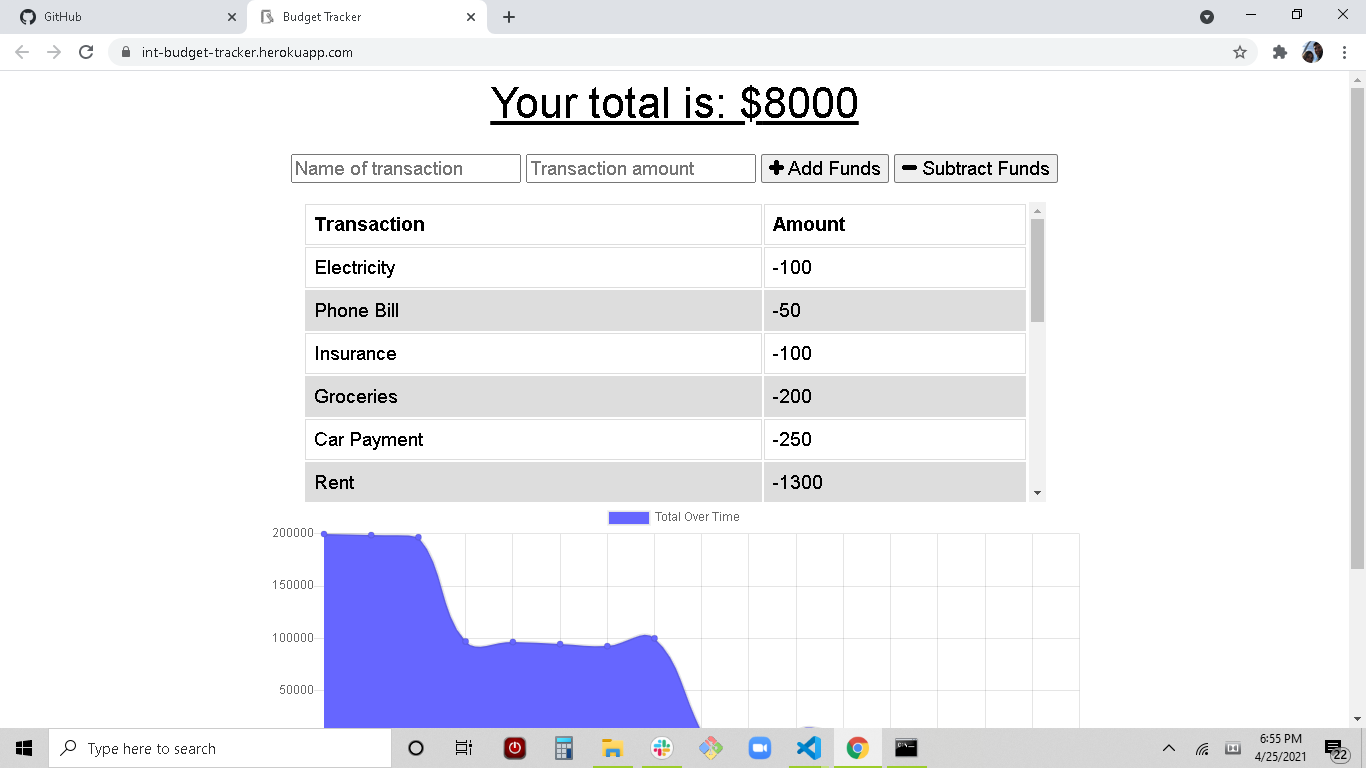 GitHub
Budget Tracker
int-budget-tracker.herokuapp.com
Your total is: $8000
Name of transaction Transaction amount Add Funds Subtract Funds
Transaction Amount
Electricity -100
Phone Bill -50
Insurance -100
Groceries -200
Car Payment -250
Rent -1300
Total Over Time
200000
150000
100000
50000
Type here to search
6:55 PM
4/25/2021
22